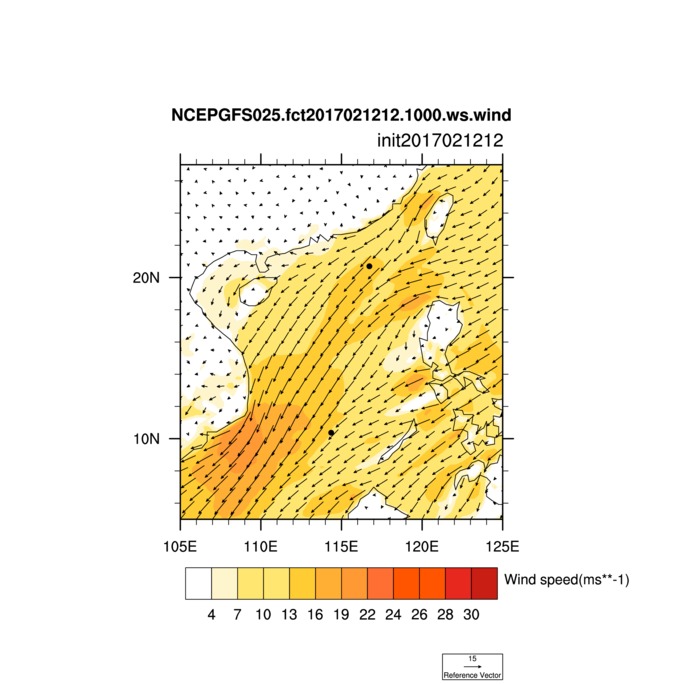 NCEPGFS025.fct2017021212.1000.ws.wind
init2017021212
20N
10N
105E 110E 115E 120E 125E
4 7 10 13 16 19 22 24 26 28 30
Wind speed(ms**-1)
15
Reference Vector